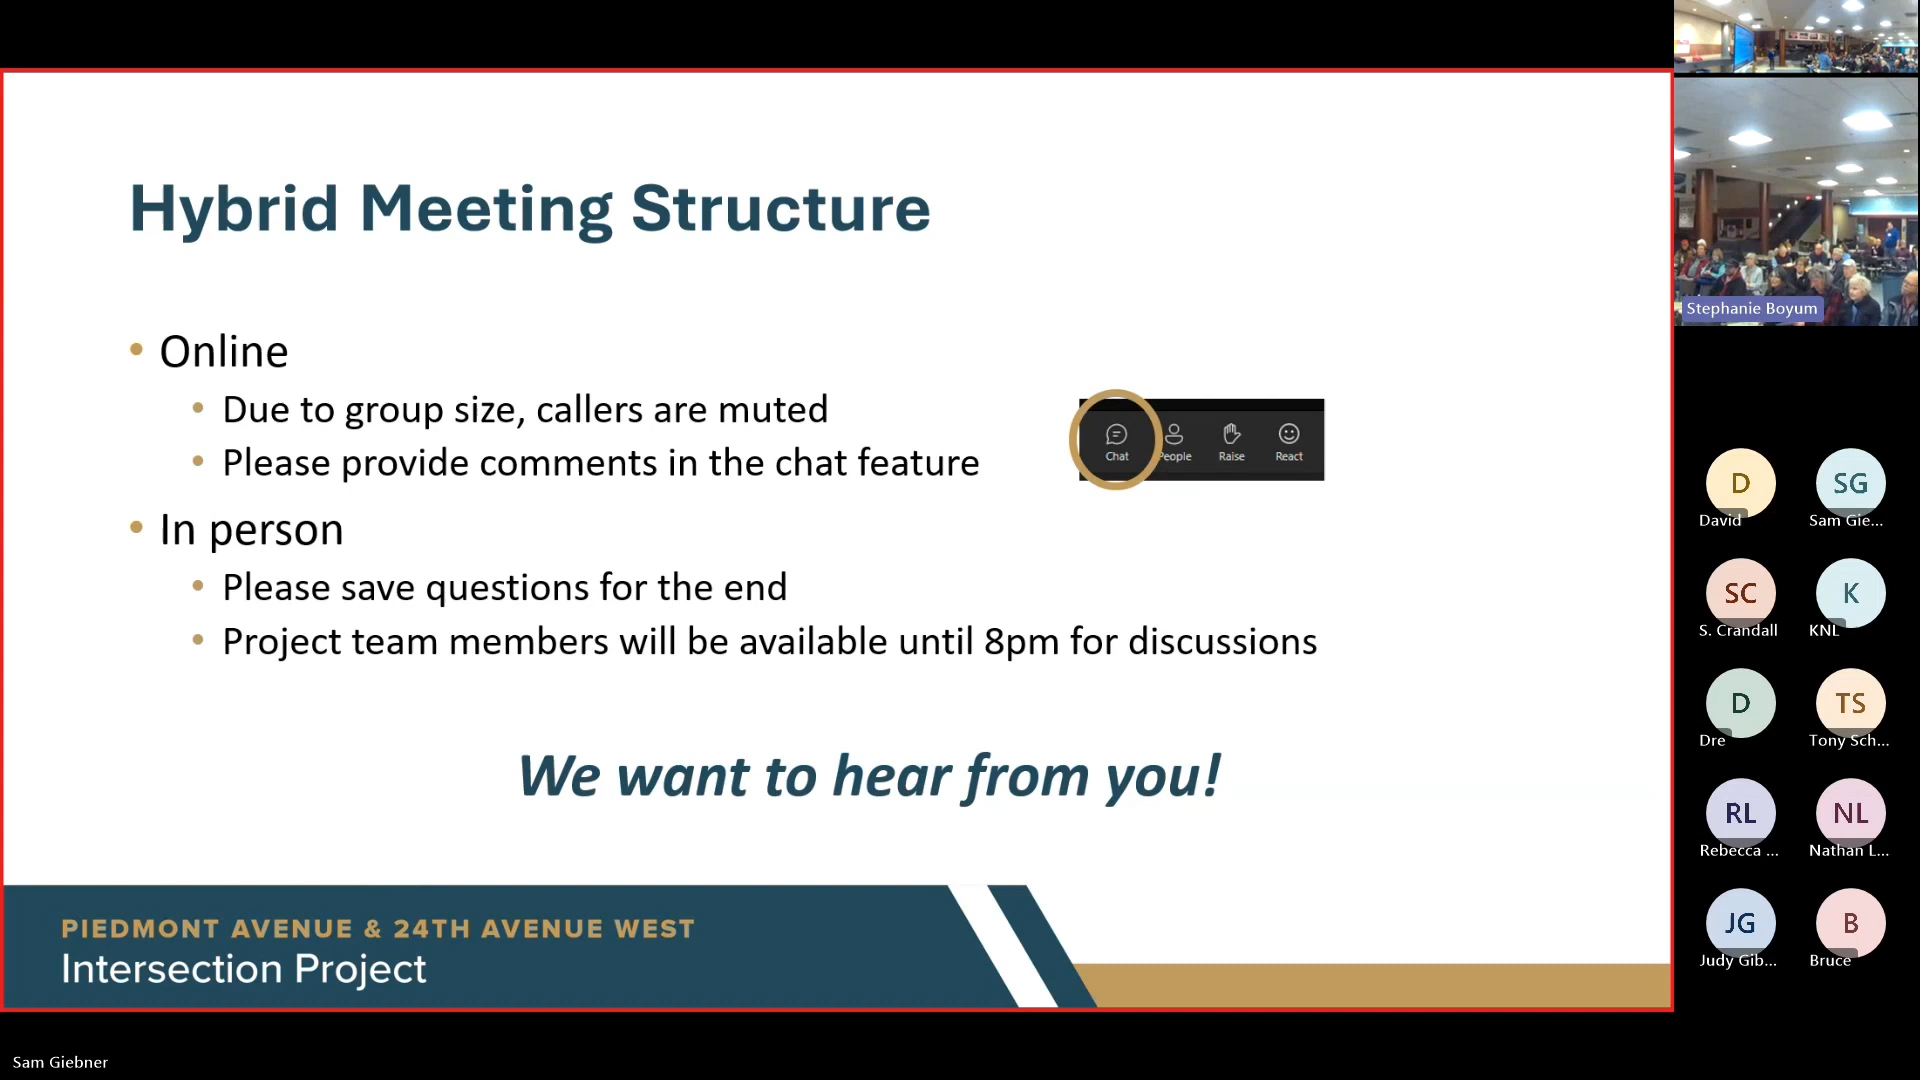 Hybrid Meeting Structure
• Online
• Due to group size, callers are muted
• Please provide comments in the chat feature
Chat People Raise React
• In person
• Please save questions for the end
• Project team members will be available until 8pm for discussions
We want to hear from you!
PIEDMONT AVENUE & 24TH AVENUE WEST
Intersection Project
Sam Giebner
Stephanie Boyum
D SG
David Sam Gie...
SC K
S. Crandall KNL
D TS
Dre Tony Sch...
RL NL
Rebecca ... Nathan L...
JG B
Judy Gib... Bruce